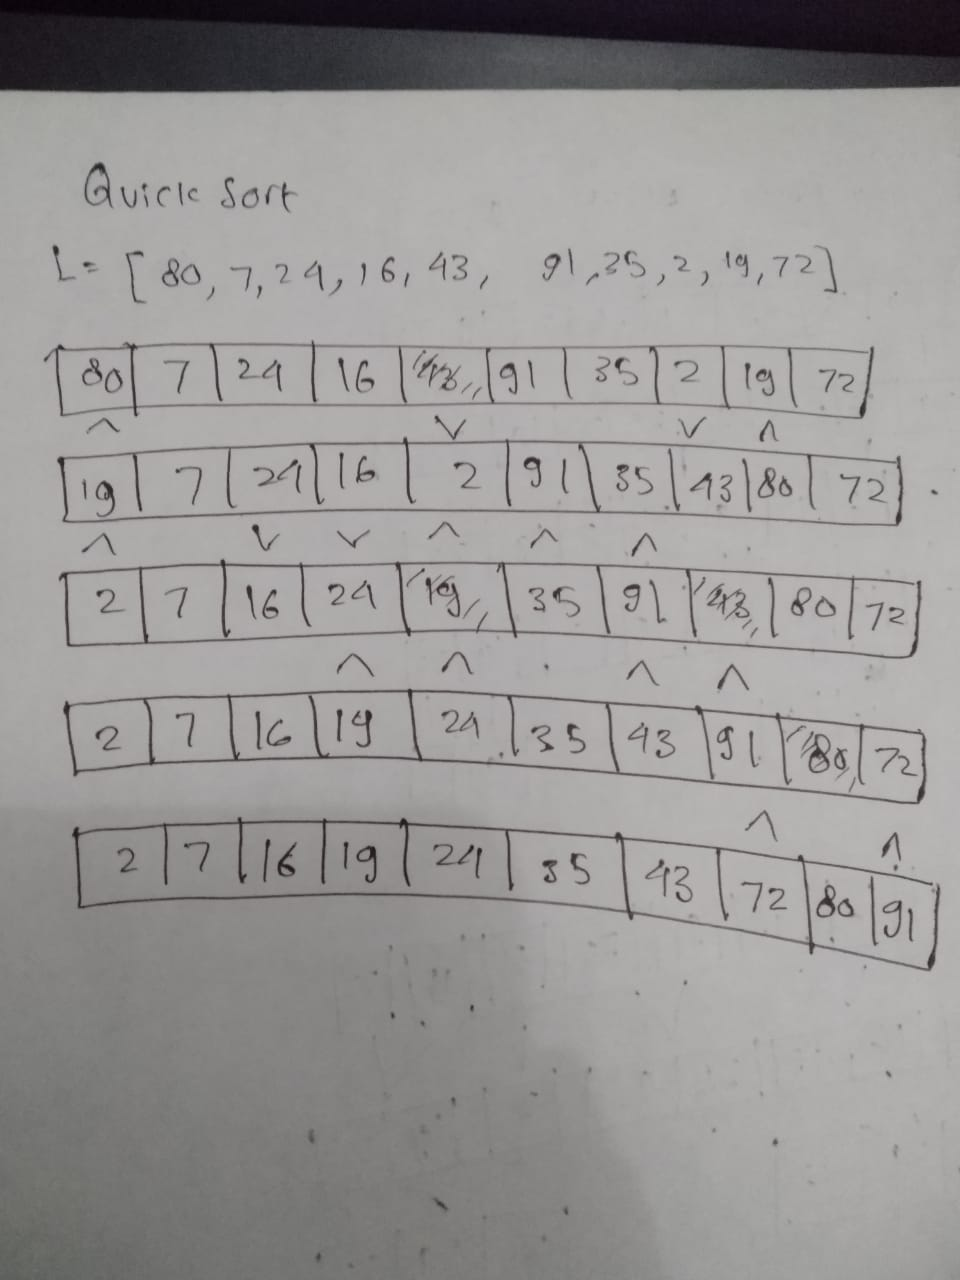 Quick Sort
L= [80, 7, 24, 16, 43, 91, 35, 2, 19, 72]
80 7 24 16 43 91 35 2 19 72
19 7 24 16 2 91 35 43 80 72
2 7 16 24 19 35 91 43 80 72
2 7 16 19 24 35 43 91 80 72
2 7 16 19 24 35 43 72 80 91